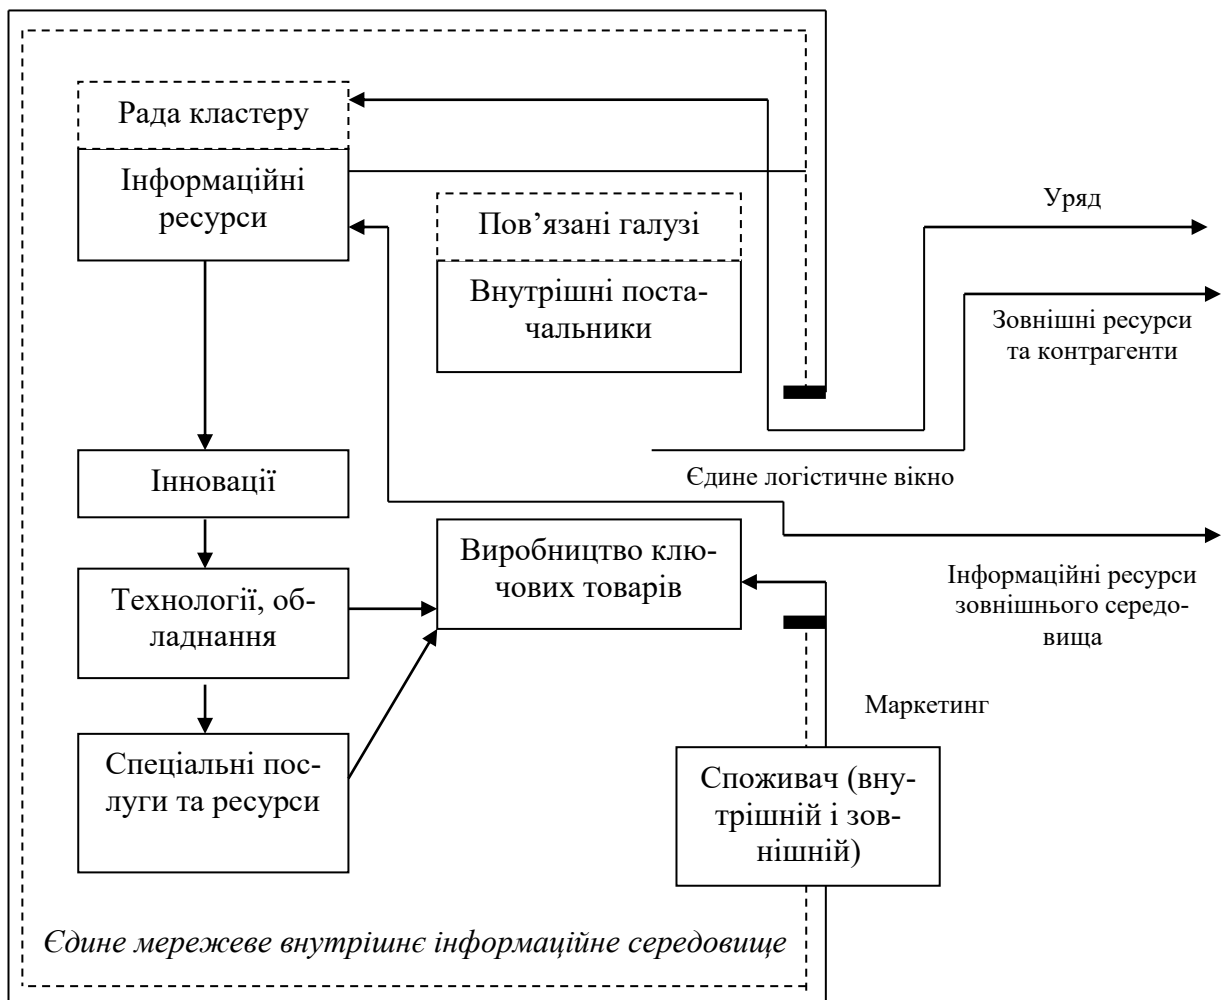 Рада кластеру
Інформаційні
ресурси
Пов’язані галузі
Внутрішні поста-
чальники
Уряд
Зовнішні ресурси
та контрагенти
Інновації
Єдине логістичне вікно
Виробництво клю-
чових товарів
Технології, об-
ладнання
Інформаційні ресурси
зовнішнього середо-
вища
Маркетинг
Спеціальні пос-
луги та ресурси
Споживач (вну-
трішній і зов-
нішній)
Єдине мережеве внутрішнє інформаційне середовище